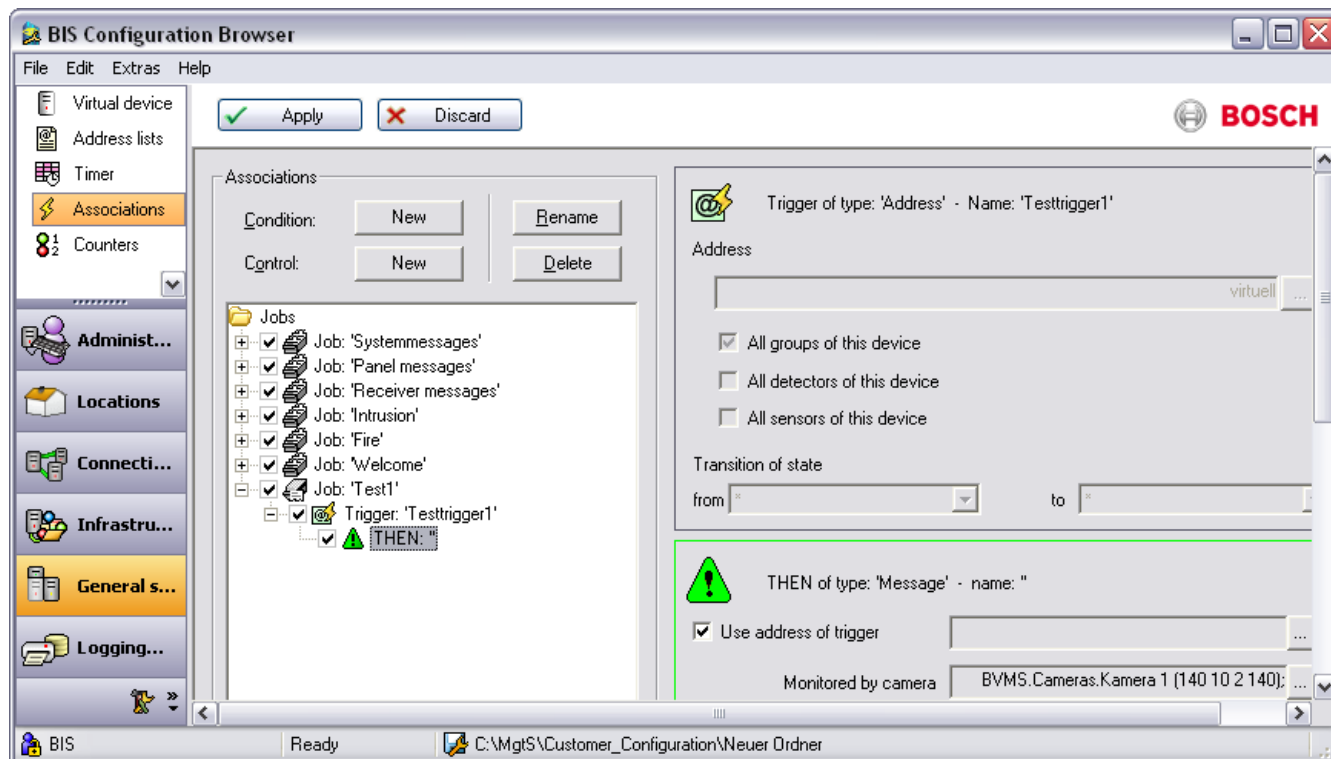 BIS Configuration Browser
File Edit Extras Help
Virtual device
Address lists
Timer
Associations
Counters
Administ...
Locations
Connecti...
Infrastru...
General s...
Logging...
Apply Discard
BOSCH
Associations
Condition: New Rename
Control: New Delete
Jobs
Job: 'Systemmessages'
Job: 'Panel messages'
Job: 'Receiver messages'
Job: 'Intrusion'
Job: 'Fire'
Job: 'Welcome'
Job: 'Test1'
Trigger: 'Testtrigger1'
THEN: ''
Trigger of type: 'Address' - Name: 'Testtrigger1'
Address
virtuell ...
All groups of this device
All detectors of this device
All sensors of this device
Transition of state
from * to *
THEN of type: 'Message' - name: ''
Use address of trigger ...
Monitored by camera BVMS.Cameras.Kamera 1 (140 10 2 140); ...
BIS Ready C:\MgtS\Customer_Configuration\Neuer Ordner